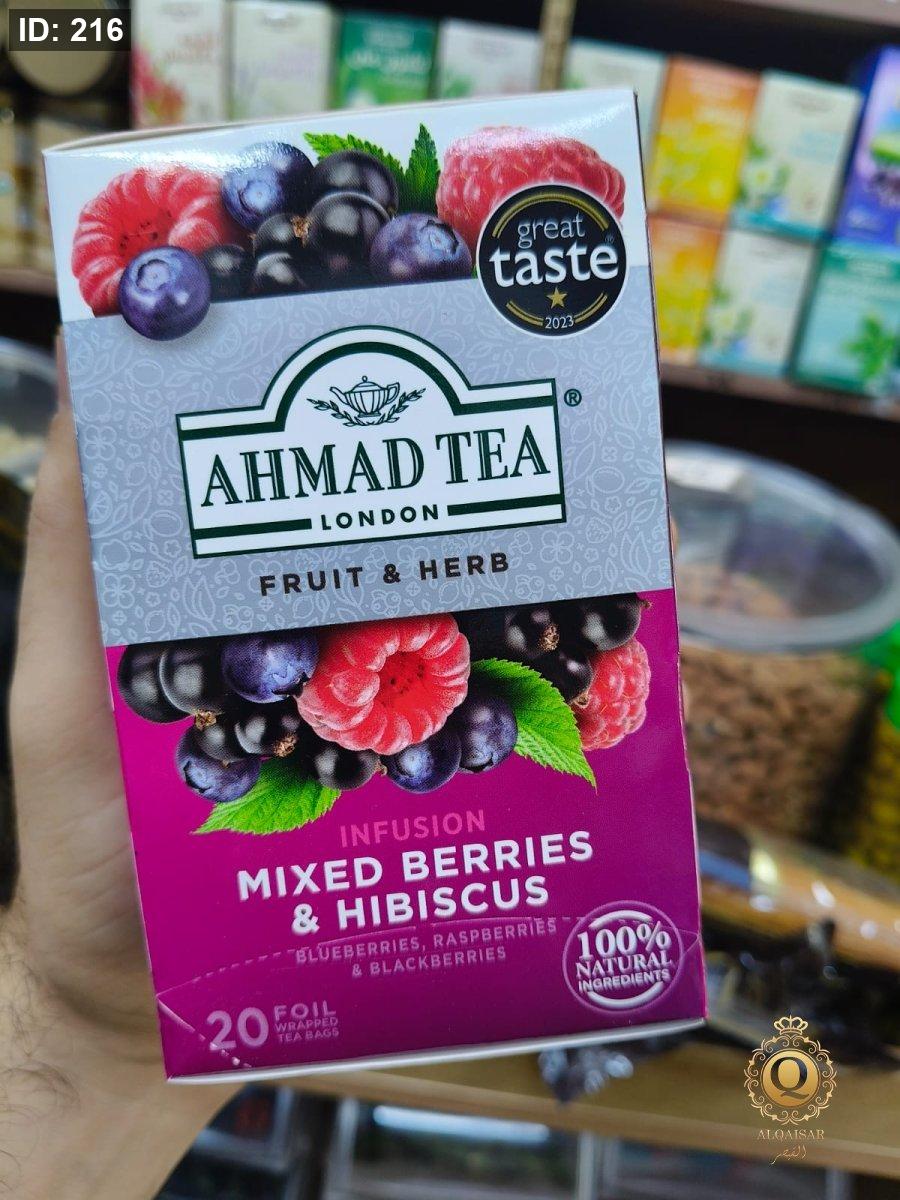 ID: 216
great
taste®
2023
AHMAD TEA®
LONDON
FRUIT & HERB
INFUSION
MIXED BERRIES
& HIBISCUS
BLUEBERRIES, RASPBERRIES
& BLACKBERRIES
100%
NATURAL
INGREDIENTS
20 FOIL
WRAPPED
TEA BAGS
Q
ALQAISAR
القيصر